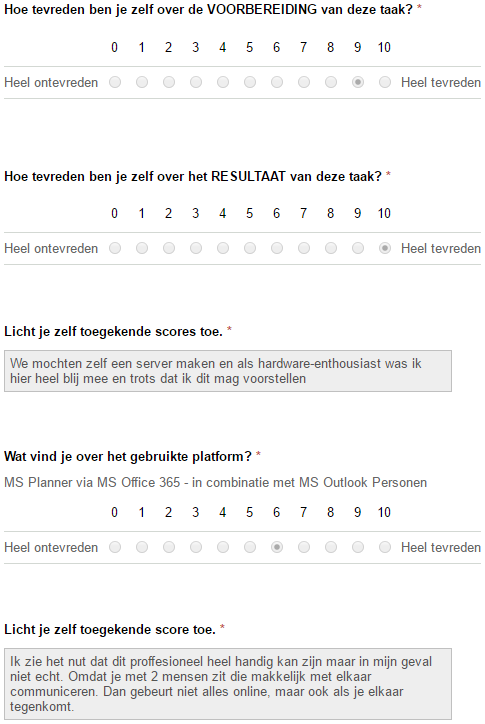 Hoe tevreden ben je zelf over de VOORBEREIDING van deze taak? *
0 1 2 3 4 5 6 7 8 9 10
Heel ontevreden Heel tevreden
Hoe tevreden ben je zelf over het RESULTAAT van deze taak? *
0 1 2 3 4 5 6 7 8 9 10
Heel ontevreden Heel tevreden
Licht je zelf toegekende scores toe. *
We mochten zelf een server maken en als hardware-enthousiast was ik
hier heel blij mee en trots dat ik dit mag voorstellen
Wat vind je over het gebruikte platform? *
MS Planner via MS Office 365 - in combinatie met MS Outlook Personen
0 1 2 3 4 5 6 7 8 9 10
Heel ontevreden Heel tevreden
Licht je zelf toegekende score toe. *
Ik zie het nut dat dit proffesioneel heel handig kan zijn maar in mijn geval
niet echt. Omdat je met 2 mensen zit die makkelijk met elkaar
communiceren. Dan gebeurt niet alles online, maar ook als je elkaar
tegenkomt.